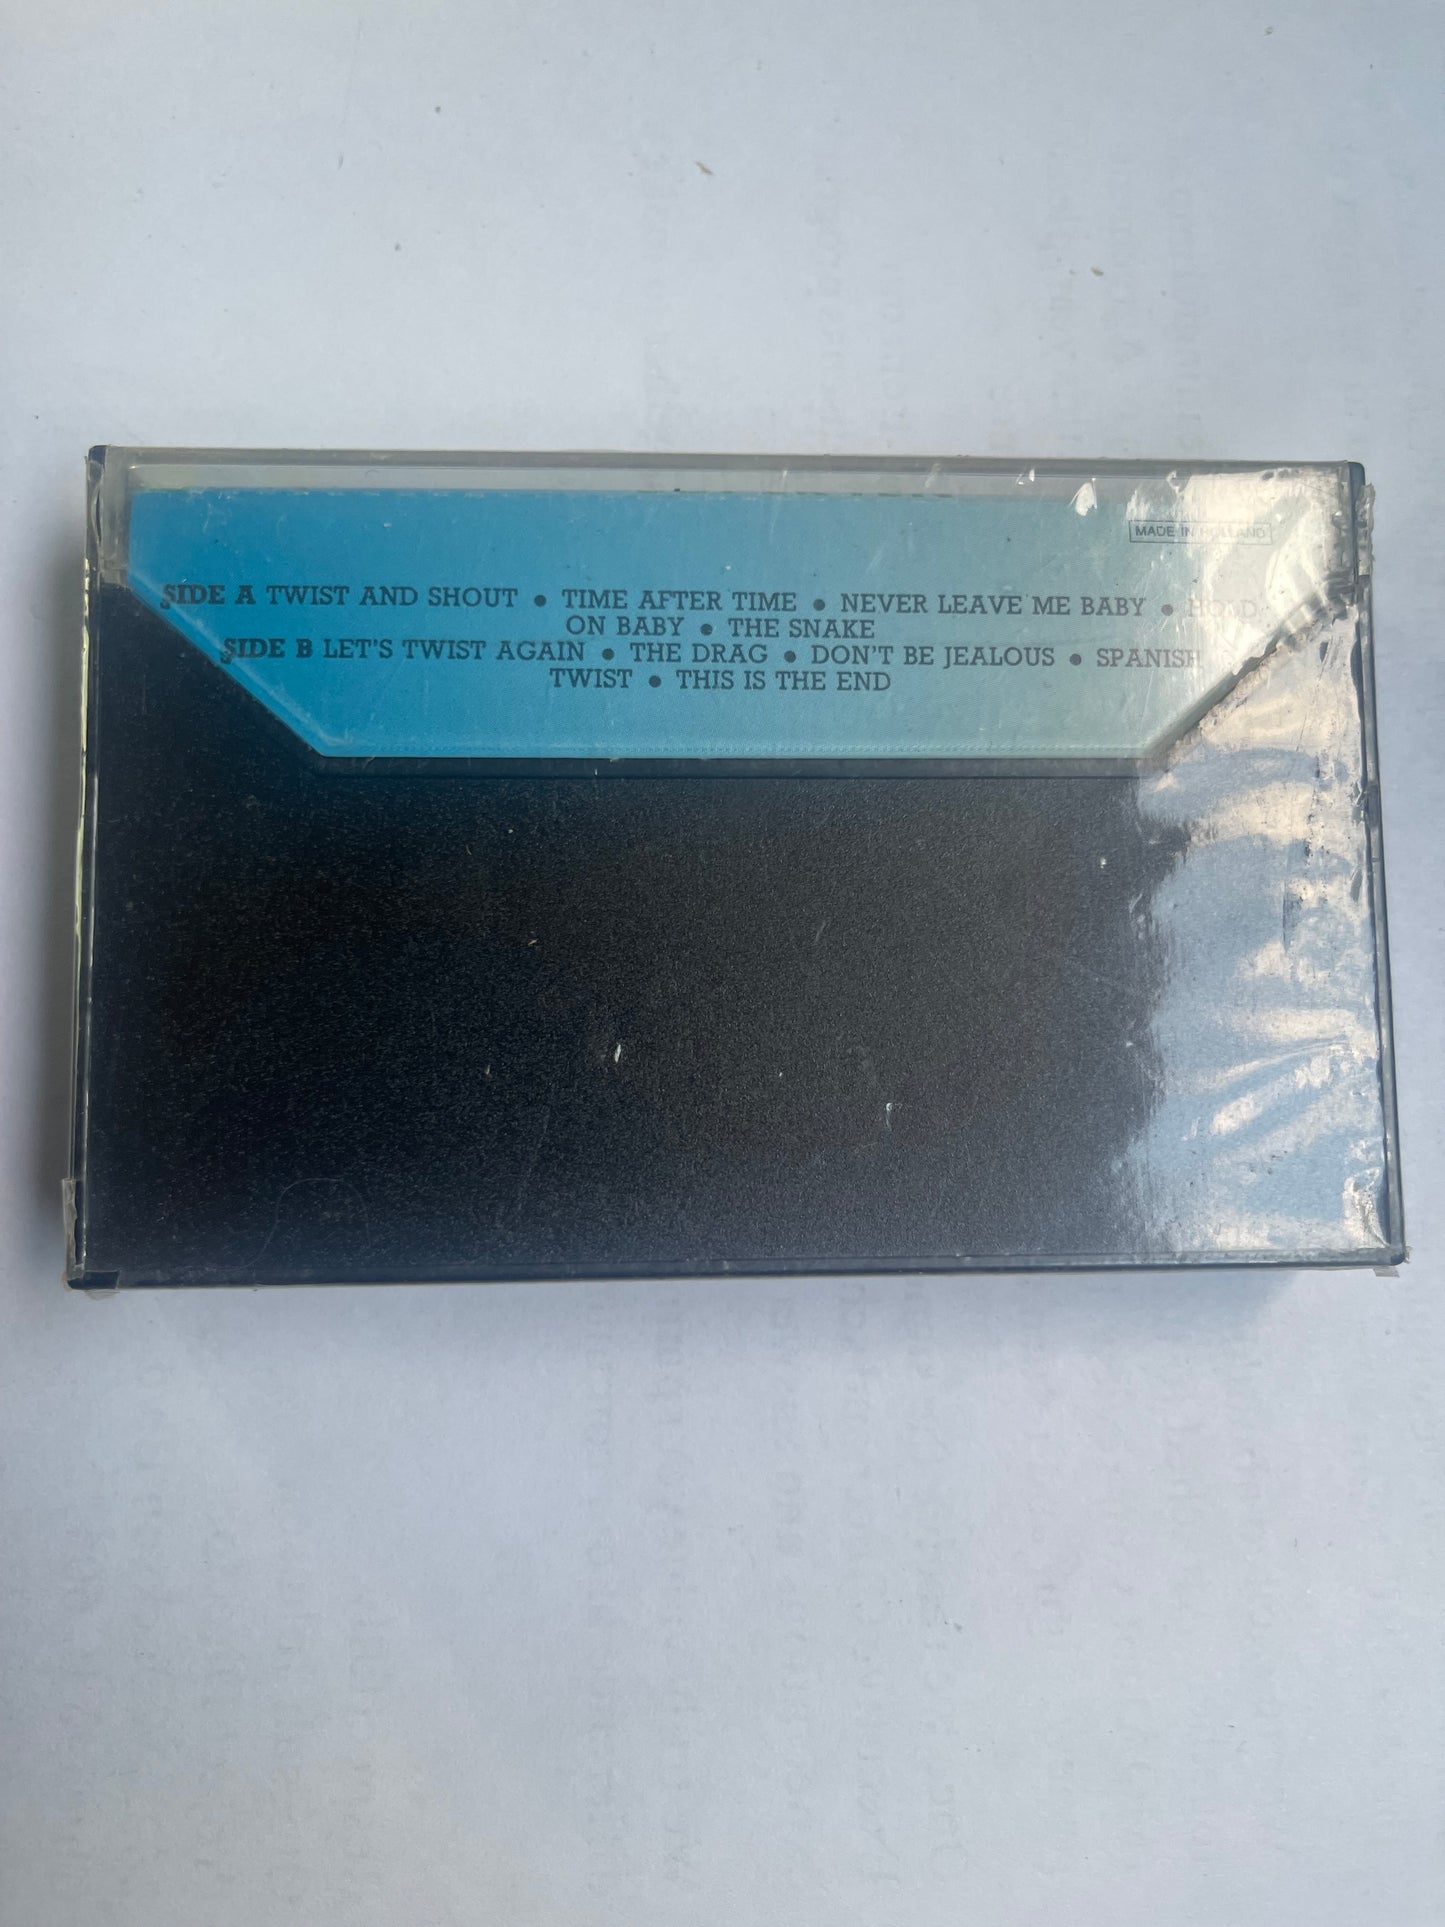 MADE IN HOLLAND
SIDE A TWIST AND SHOUT • TIME AFTER TIME • NEVER LEAVE ME BABY • HOLD
ON BABY • THE SNAKE
SIDE B LET'S TWIST AGAIN • THE DRAG • DON'T BE JEALOUS • SPANISH
TWIST • THIS IS THE END